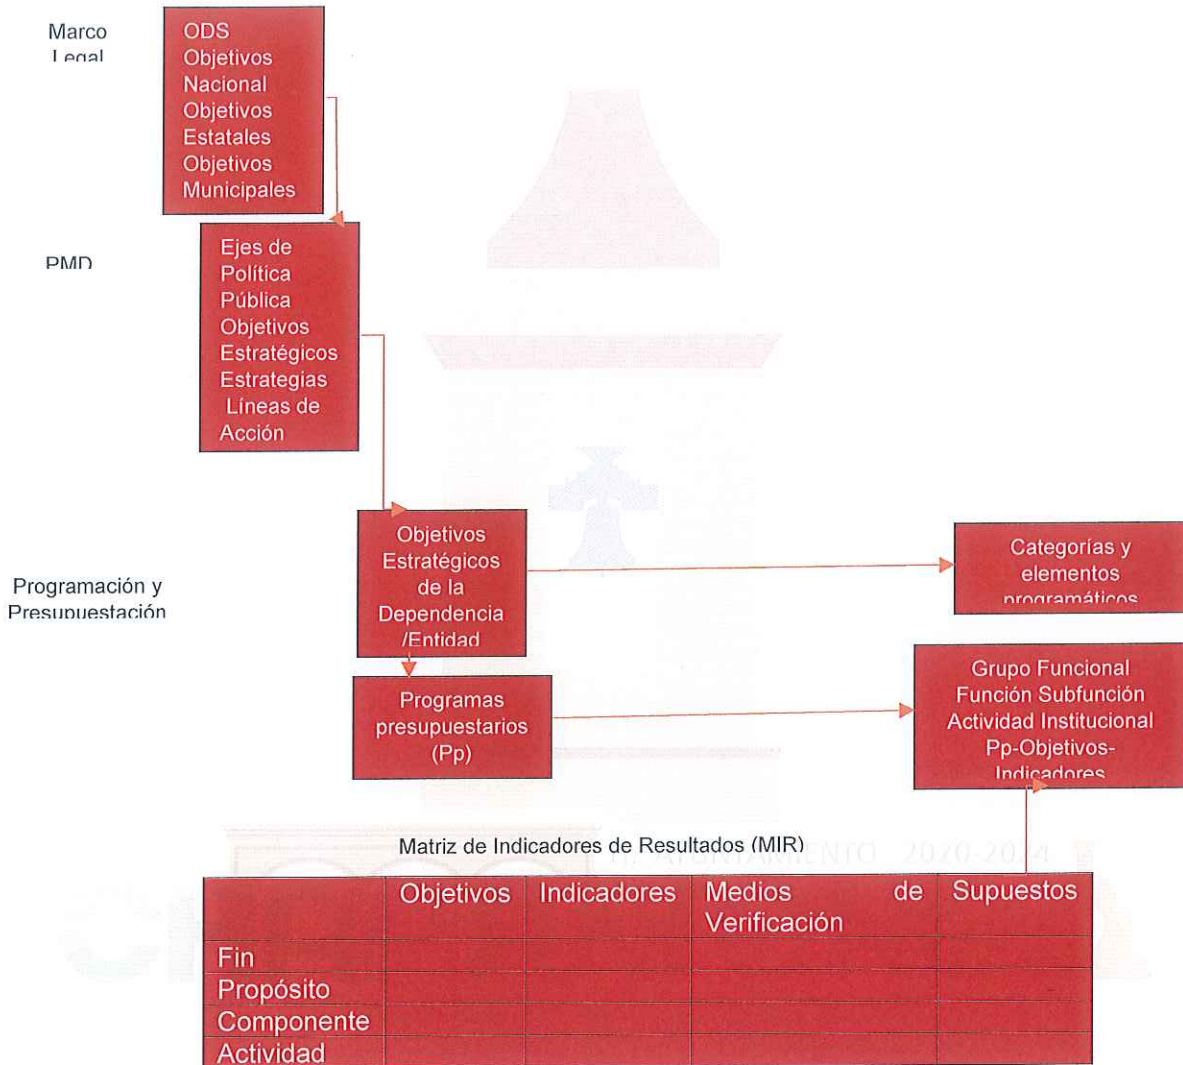 Marco
Legal
ODS
Objetivos
Nacional
Objetivos
Estatales
Objetivos
Municipales
PMD
Ejes de
Política
Pública
Objetivos
Estratégicos
Estrategias
Líneas de
Acción
Programación y
Presupuestación
Objetivos
Estratégicos
de la
Dependencia
/Entidad
Categorías y
elementos
programáticos
Programas
presupuestarios
(Pp)
Grupo Funcional
Función Subfunción
Actividad Institucional
Pp-Objetivos-
Indicadores
Matriz de Indicadores de Resultados (MIR)
H. AYUNTAMIENTO 2020-2024
Objetivos Indicadores Medios de Supuestos
Verificación
Fin
Propósito
Componente
Actividad